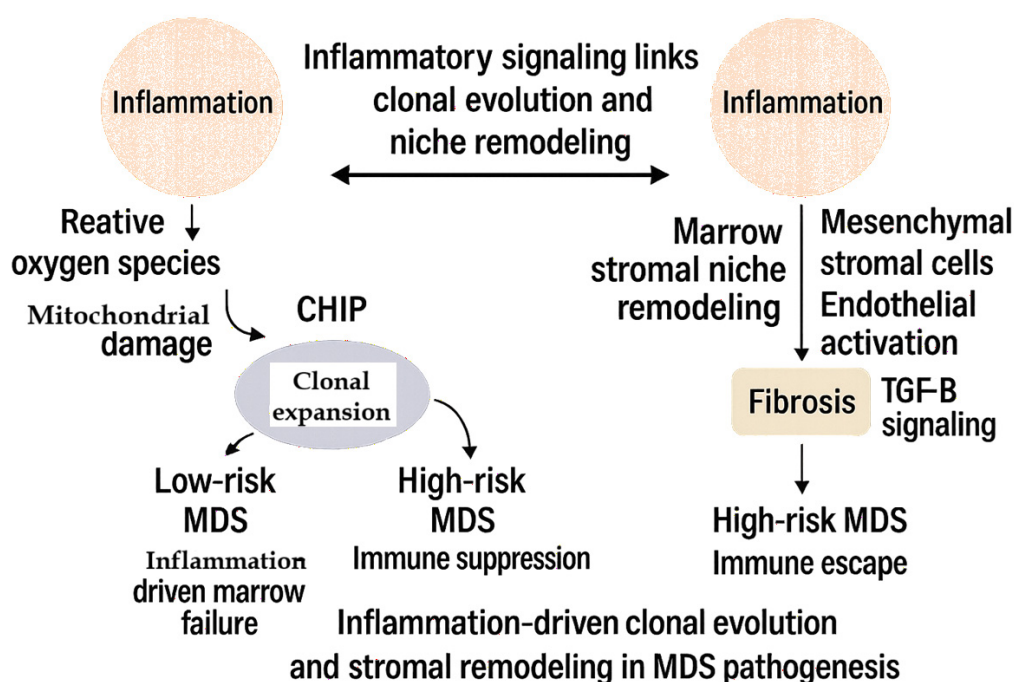 Inflammation
Inflammatory signaling links
clonal evolution and
niche remodeling
Inflammation
Reative
oxygen species
Mitochondrial
damage
CHIP
Clonal
expansion
Low-risk
MDS
Inflammation
driven marrow
failure
High-risk
MDS
Immune suppression
Marrow
stromal niche
remodeling
Mesenchymal
stromal cells
Endothelial
activation
Fibrosis
TGF-B
signaling
High-risk MDS
Immune escape
Inflammation-driven clonal evolution
and stromal remodeling in MDS pathogenesis